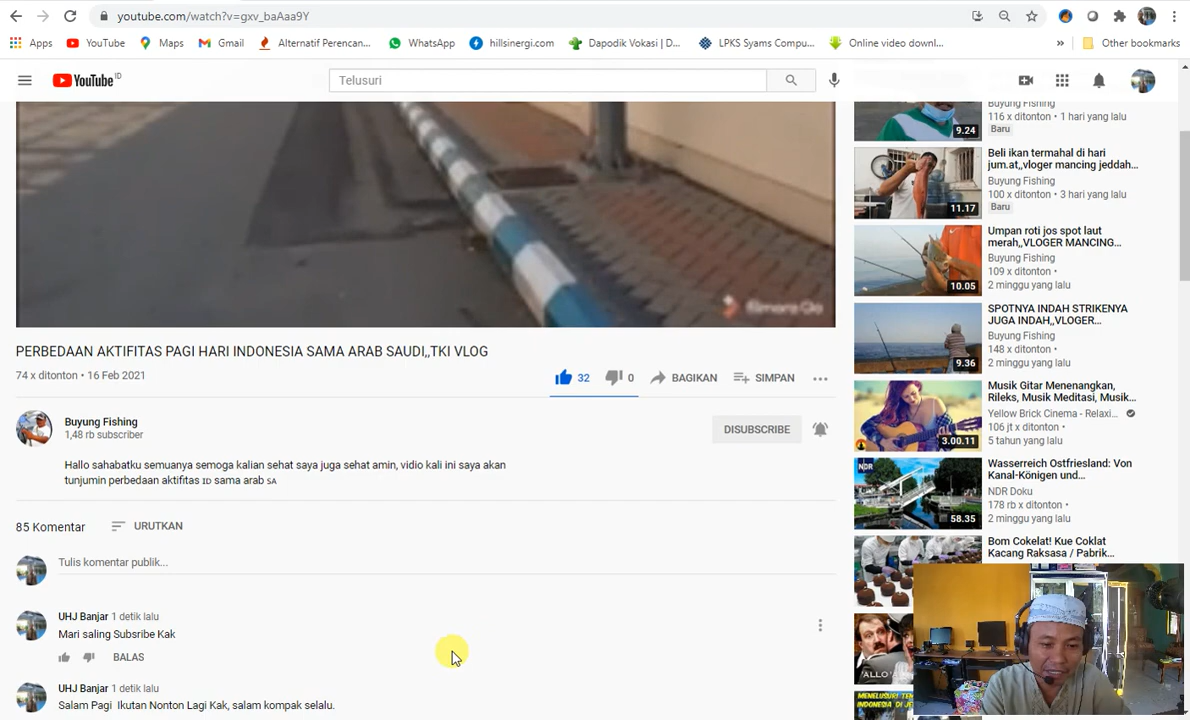 youtube.com/watch?v=gxv_baAaa9Y
Apps
YouTube
Maps
Gmail
Alternatif Perencan...
WhatsApp
hillsinergi.com
Dapodik Vokasi | D...
LPKS Syams Compu...
Online video downl...
»
Other bookmarks
YouTube ID
Telusuri
9.24
Buyung Fishing
116 x ditonton • 1 hari yang lalu
Baru
11.17
Beli ikan termahal di hari
jum.at,,vloger mancing jeddah...
Buyung Fishing
100 x ditonton • 3 hari yang lalu
Baru
10.05
Umpan roti jos spot laut
merah,,VLOGER MANCING...
Buyung Fishing
109 x ditonton •
2 minggu yang lalu
9.36
SPOTNYA INDAH STRIKENYA
JUGA INDAH,,VLOGER...
Buyung Fishing
148 x ditonton •
2 minggu yang lalu
3.00.11
Musik Gitar Menenangkan,
Rileks, Musik Meditasi, Musik...
Yellow Brick Cinema - Relaxi...
106 jt x ditonton •
5 tahun yang lalu
NDR
58.35
Wasserreich Ostfriesland: Von
Kanal-Königen und...
NDR Doku
178 rb x ditonton •
2 minggu yang lalu
Bom Cokelat! Kue Coklat
Kacang Raksasa / Pabrik...
'ALLO
MENELUSURI TE
INDONESIA DI JE
filmora Go
PERBEDAAN AKTIFITAS PAGI HARI INDONESIA SAMA ARAB SAUDI,,TKI VLOG
74 x ditonton • 16 Feb 2021
32
0
BAGIKAN
SIMPAN
Buyung Fishing
1,48 rb subscriber
DISUBSCRIBE
Hallo sahabatku semuanya semoga kalian sehat saya juga sehat amin, vidio kali ini saya akan
tunjumin perbedaan aktifitas ID sama arab SA
85 Komentar
URUTKAN
Tulis komentar publik...
UHJ Banjar 1 detik lalu
Mari saling Subsribe Kak
BALAS
UHJ Banjar 1 detik lalu
Salam Pagi Ikutan Nonton Lagi Kak, salam kompak selalu.